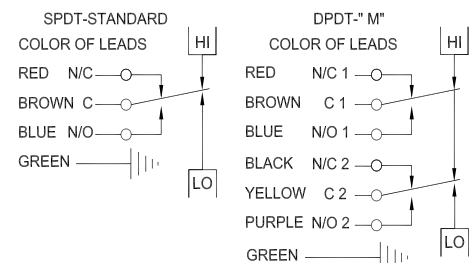 SPDT-STANDARD
COLOR OF LEADS
HI
RED N/C
BROWN C
BLUE N/O
GREEN
LO
DPDT-" M"
COLOR OF LEADS
HI
RED N/C 1
BROWN C 1
BLUE N/O 1
BLACK N/C 2
YELLOW C 2
PURPLE N/O 2
GREEN
LO